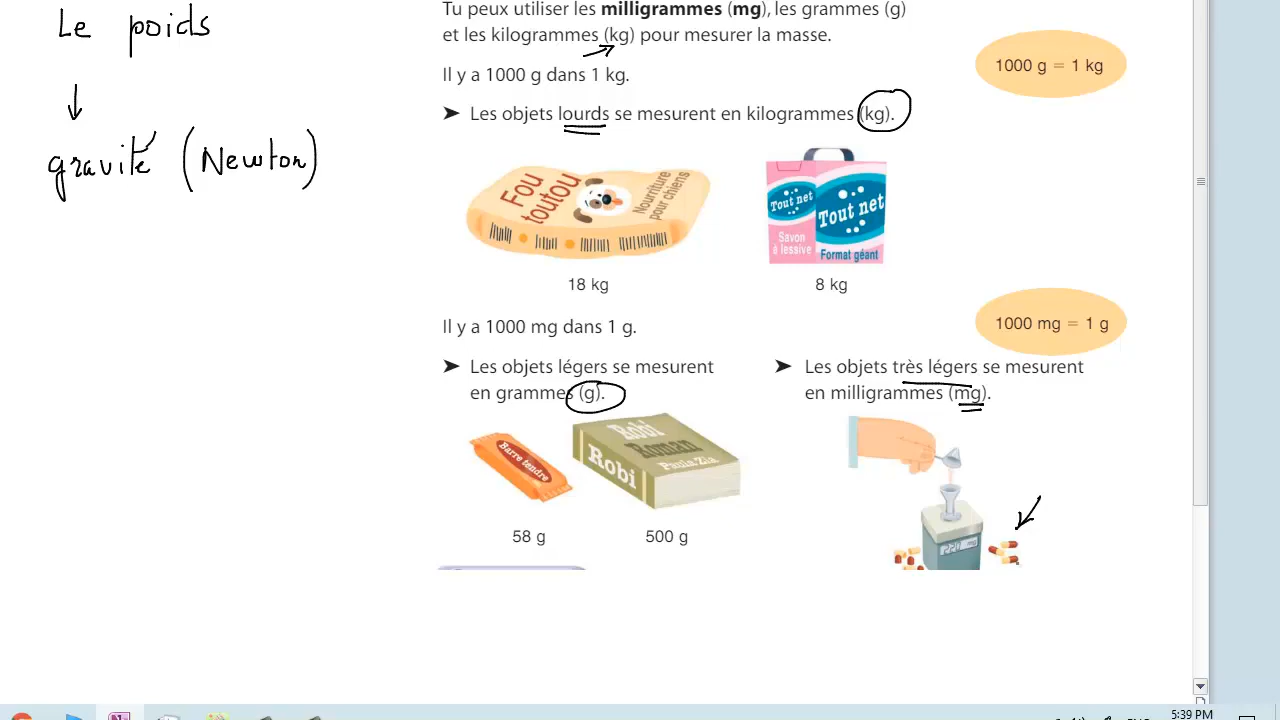 Le poids
gravité (Newton)
Tu peux utiliser les milligrammes (mg), les grammes (g)
et les kilogrammes (kg) pour mesurer la masse.
Il y a 1000 g dans 1 kg.
1000 g = 1 kg
➤ Les objets lourds se mesurent en kilogrammes (kg).
Fou
toutou
Nourriture
pour chiens
Tout net
Savon
à lessive
Tout net
Format géant
18 kg
8 kg
Il y a 1000 mg dans 1 g.
1000 mg = 1 g
➤ Les objets légers se mesurent
en grammes (g).
➤ Les objets très légers se mesurent
en milligrammes (mg).
Barre tendre
Robi
Robi
Roman
Paula Zia
220 mg
58 g
500 g
5:39 PM